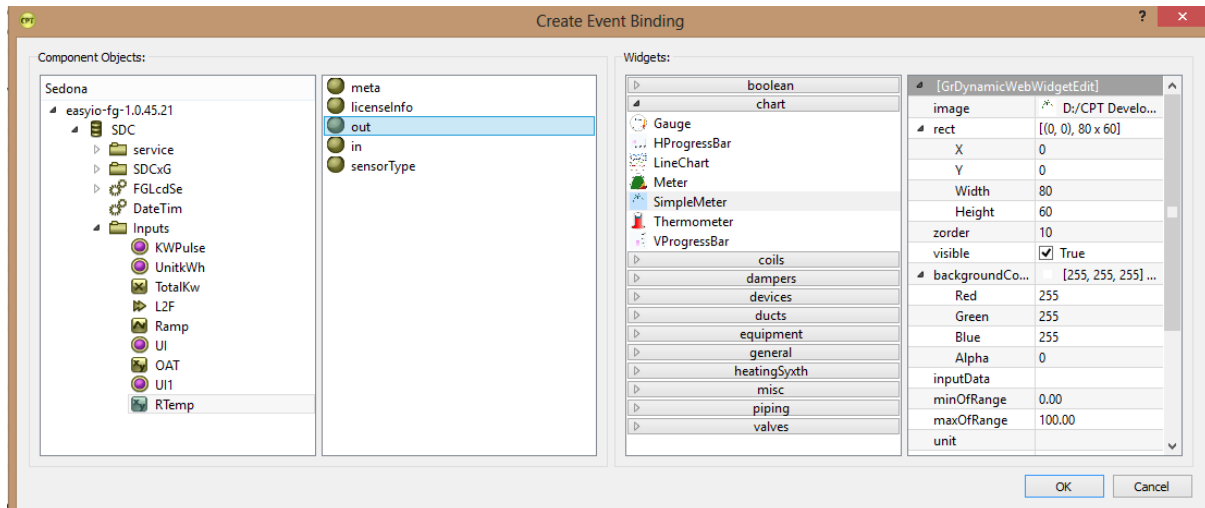 CPT
Create Event Binding
?
×
Component Objects:
Sedona
easyio-fg-1.0.45.21
SDC
service
SDCxG
FGLcdSe
DateTim
Inputs
KWPulse
UnitkWh
TotalKw
L2F
Ramp
UI
OAT
UI1
RTemp
meta
licenseInfo
out
in
sensorType
Widgets:
boolean
chart
Gauge
HProgressBar
LineChart
Meter
SimpleMeter
Thermometer
VProgressBar
coils
dampers
devices
ducts
equipment
general
heatingSyxth
misc
piping
valves
[GrDynamicWebWidgetEdit]
image D:/CPT Develo...
rect [(0, 0), 80 x 60]
X 0
Y 0
Width 80
Height 60
zorder 10
visible True
backgroundCo... [255, 255, 255] ...
Red 255
Green 255
Blue 255
Alpha 0
inputData
minOfRange 0.00
maxOfRange 100.00
unit
OK Cancel